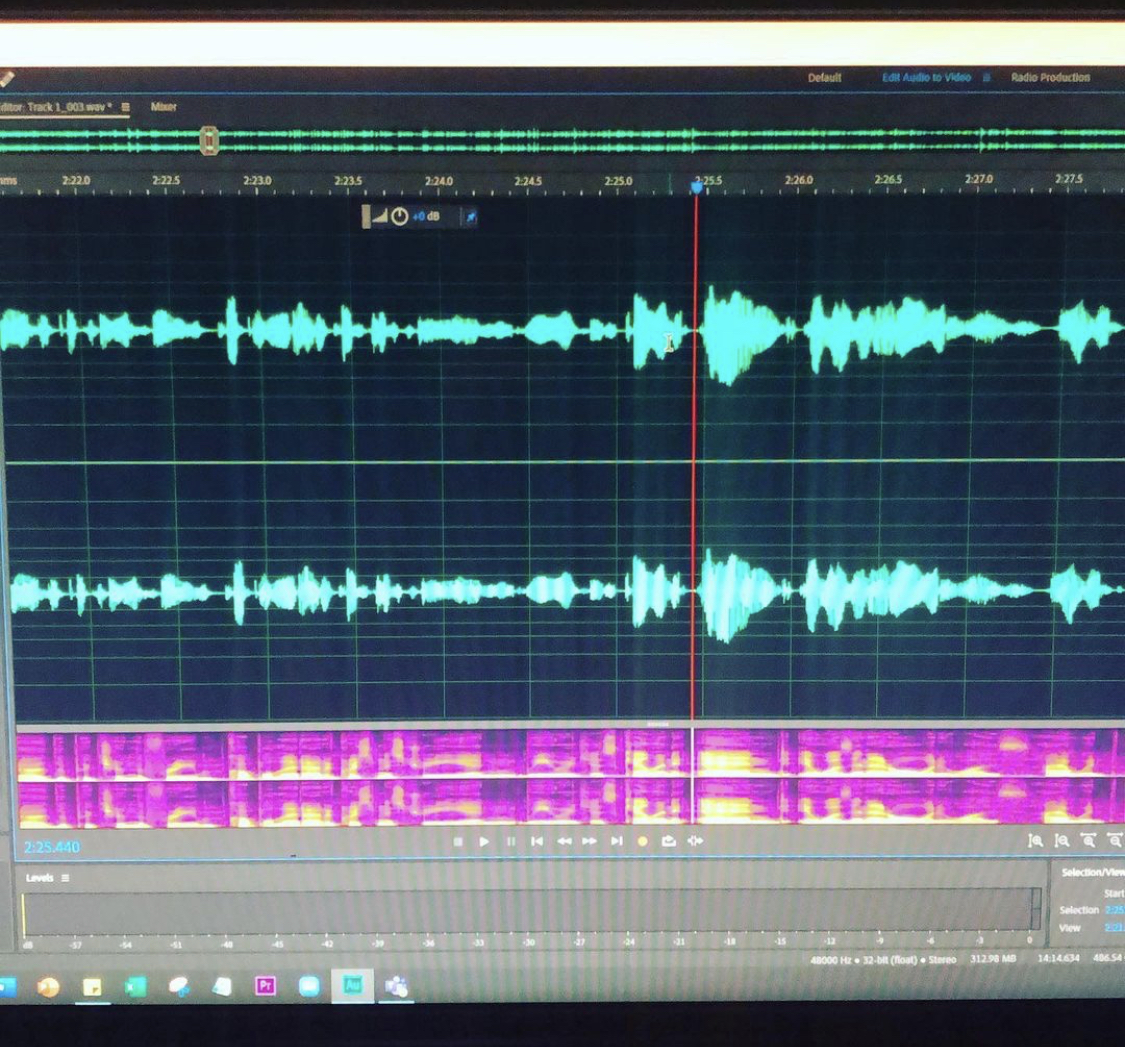 Default Edit Audio to Video Radio Production
ditor: Track 1_003.wav * Mixer
hms 2:22.0 2:22.5 2:23.0 2:23.5 2:24.0 2:24.5 2:25.0 2:25.5 2:26.0 2:26.5 2:27.0 2:27.5
+0 dB
2:25.440
Levels
Selection/View
Start
Selection 2:25
View 2:21
dB -57 -54 -51 -48 -45 -42 -39 -36 -33 -30 -27 -24 -21 -18 -15 -12 -9 -6 -3 0
48000 Hz • 32-bit (float) • Stereo 312.98 MB 14:14.634 486.54
Pr Au